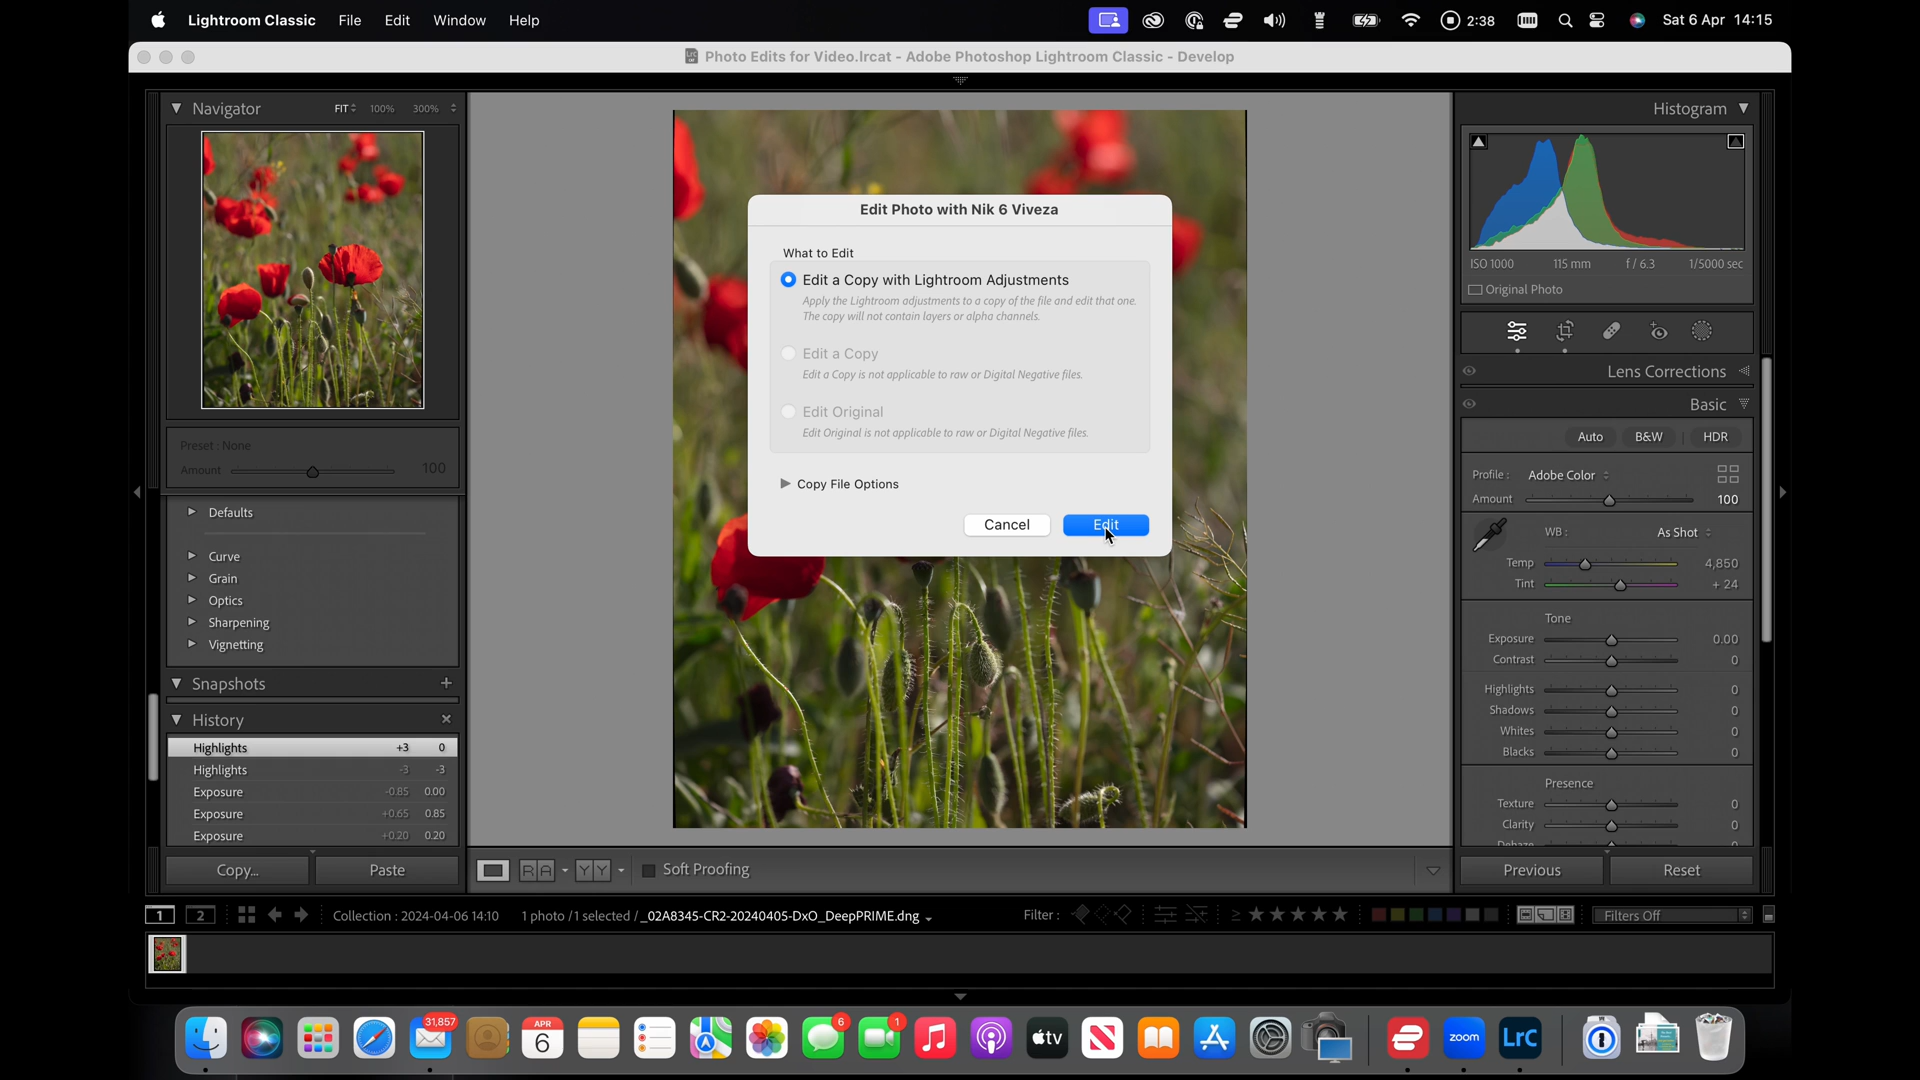 Lightroom Classic File Edit Window Help
2:38 Sat 6 Apr 14:15
Photo Edits for Video.lrcat - Adobe Photoshop Lightroom Classic - Develop
Navigator FIT 100% 300%
Preset : None
Amount 100
Defaults
Curve
Grain
Optics
Sharpening
Vignetting
Snapshots +
History ×
Highlights +3 0
Highlights -3 -3
Exposure -0.85 0.00
Exposure +0.65 0.85
Exposure +0.20 0.20
Copy... Paste
Edit Photo with Nik 6 Viveza
What to Edit
Edit a Copy with Lightroom Adjustments
Apply the Lightroom adjustments to a copy of the file and edit that one.
The copy will not contain layers or alpha channels.
Edit a Copy
Edit a Copy is not applicable to raw or Digital Negative files.
Edit Original
Edit Original is not applicable to raw or Digital Negative files.
Copy File Options
Cancel Edit
R A Y Y Soft Proofing
Histogram
ISO 1000 115 mm f / 6.3 1/5000 sec
Original Photo
Lens Corrections
Basic
Auto B&W | HDR
Profile : Adobe Color
Amount 100
WB : As Shot
Temp 4,850
Tint + 24
Tone
Exposure 0.00
Contrast 0
Highlights 0
Shadows 0
Whites 0
Blacks 0
Presence
Texture 0
Clarity 0
Dehaze
Previous Reset
1 2 Collection : 2024-04-06 14:10 1 photo / 1 selected / _02A8345-CR2-20240405-DxO_DeepPRIME.dng Filter : ≥ Filters Off
31,857 APR 6 6 1 tv zoom LrC